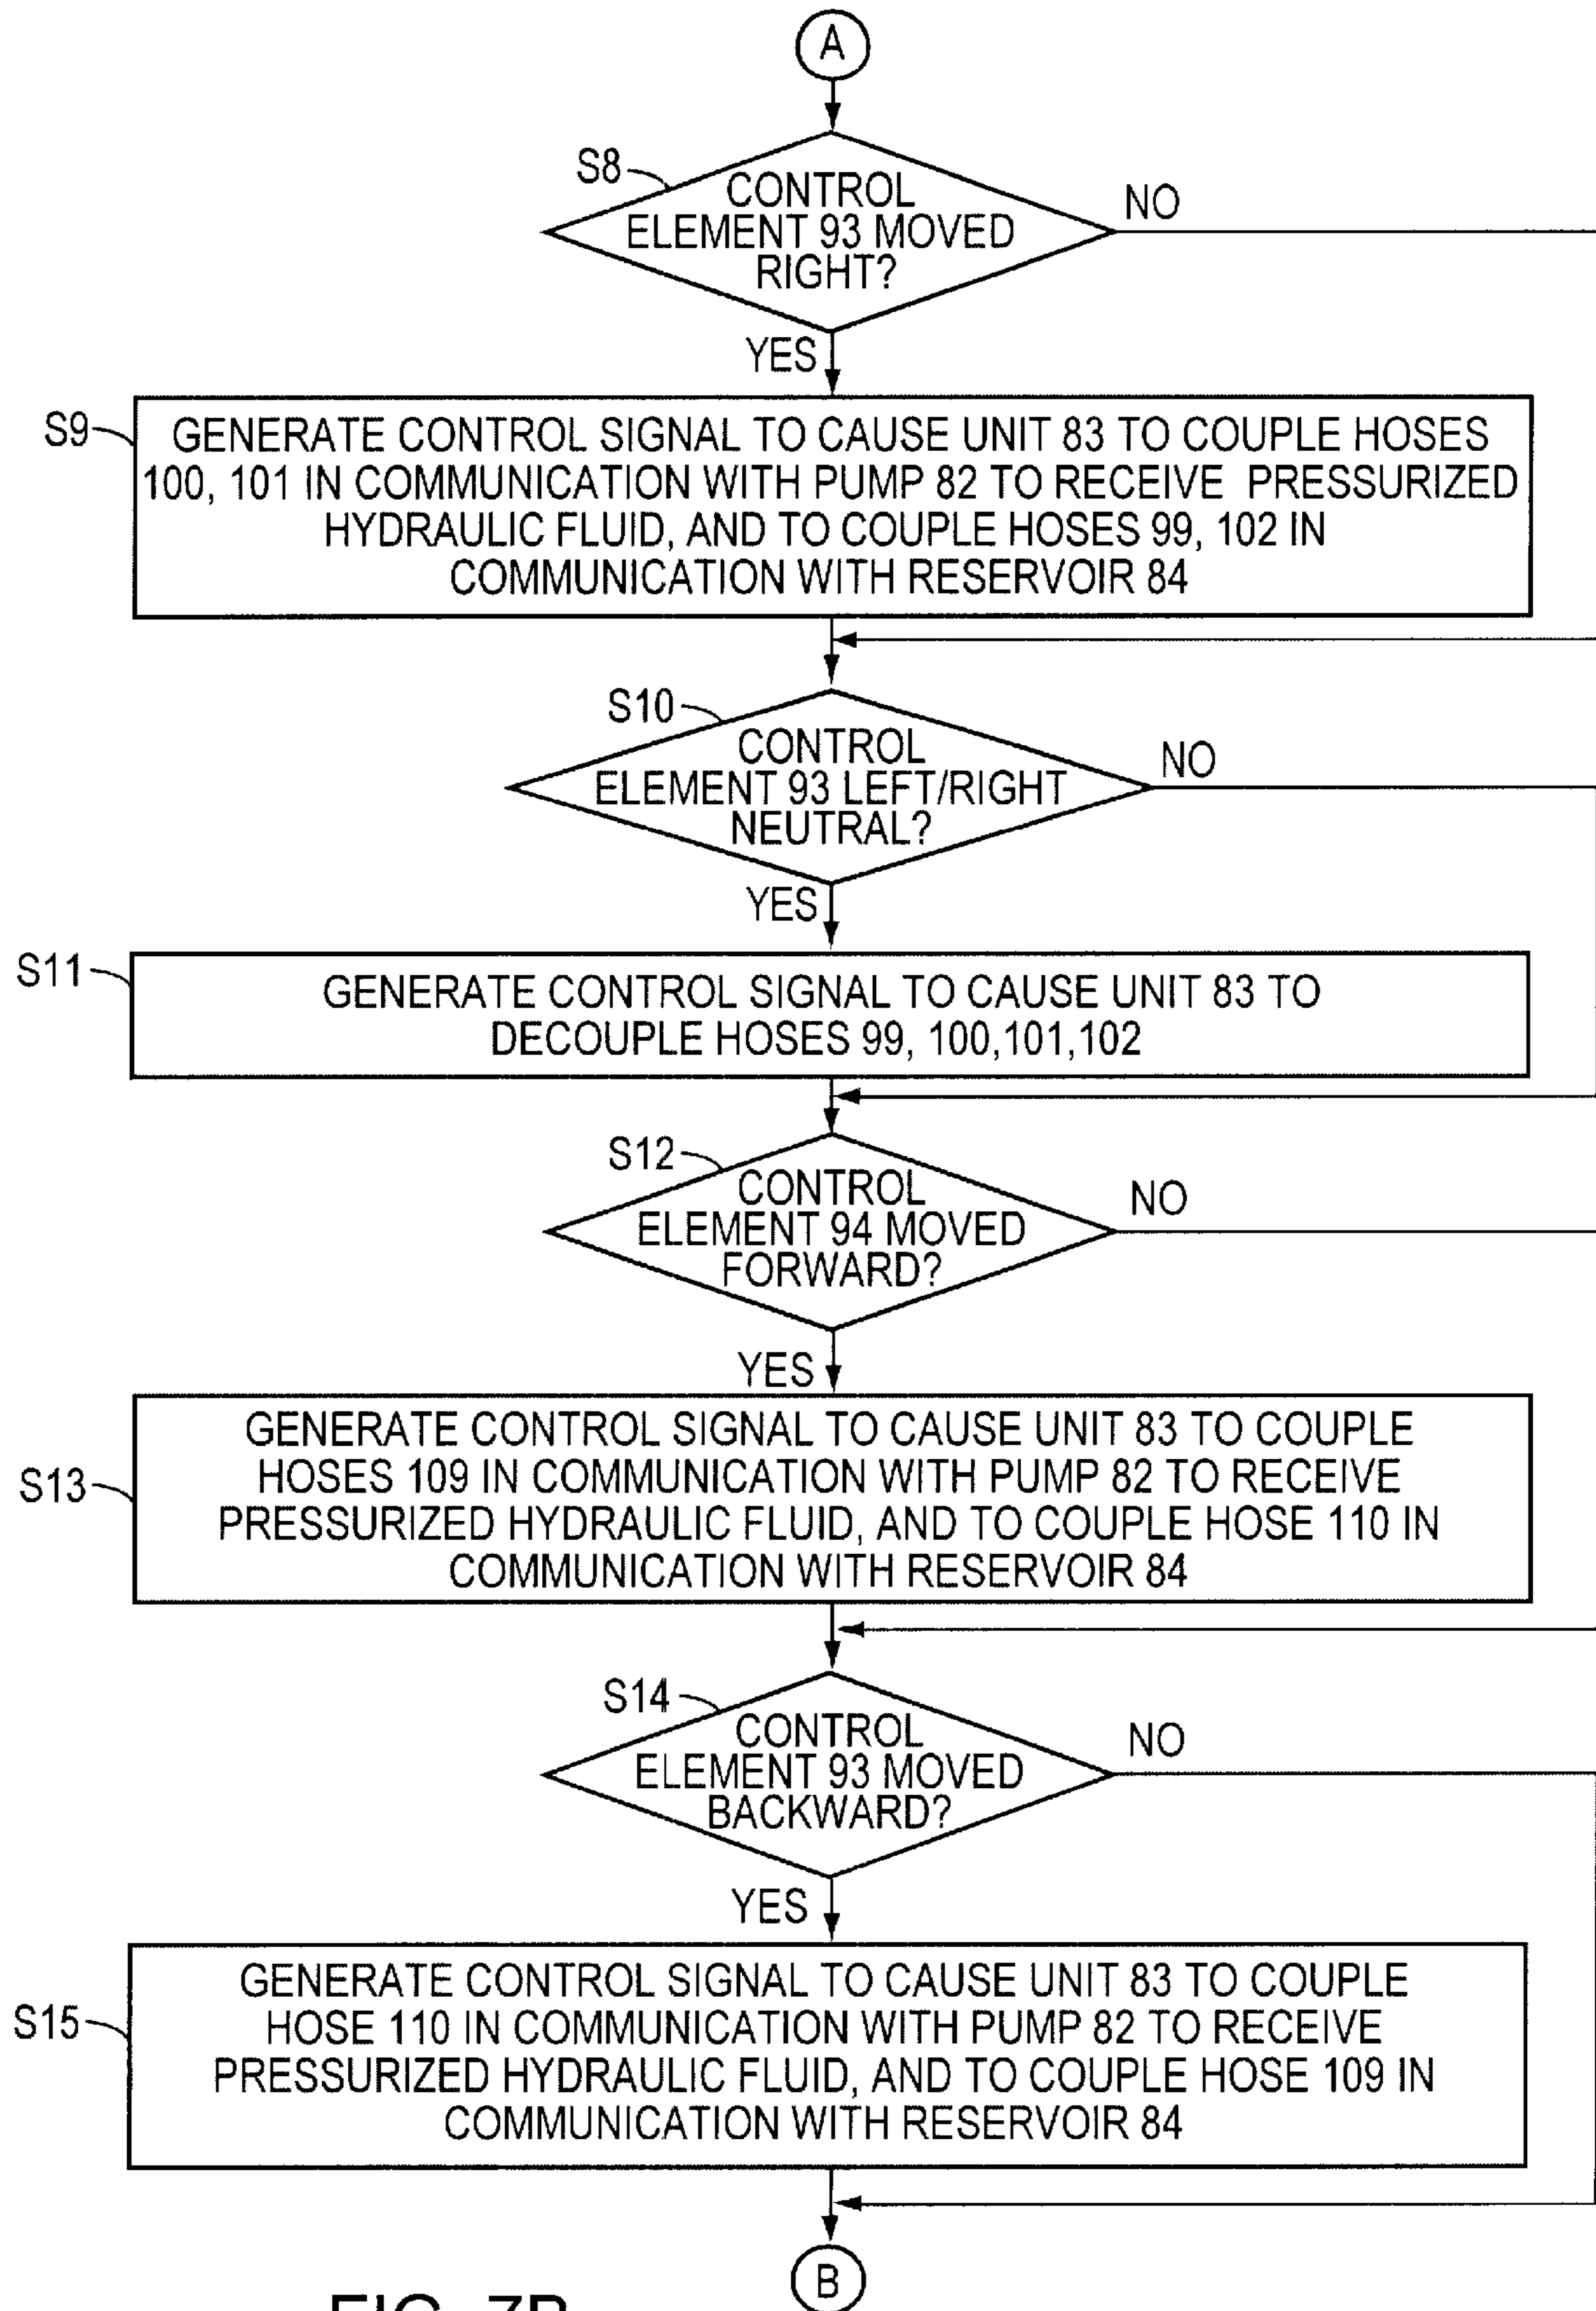 A
S8
CONTROL
ELEMENT 93 MOVED
RIGHT?
NO
YES
S9
GENERATE CONTROL SIGNAL TO CAUSE UNIT 83 TO COUPLE HOSES
100, 101 IN COMMUNICATION WITH PUMP 82 TO RECEIVE PRESSURIZED
HYDRAULIC FLUID, AND TO COUPLE HOSES 99, 102 IN
COMMUNICATION WITH RESERVOIR 84
S10
CONTROL
ELEMENT 93 LEFT/RIGHT
NEUTRAL?
NO
YES
S11
GENERATE CONTROL SIGNAL TO CAUSE UNIT 83 TO
DECOUPLE HOSES 99, 100,101,102
S12
CONTROL
ELEMENT 94 MOVED
FORWARD?
NO
YES
S13
GENERATE CONTROL SIGNAL TO CAUSE UNIT 83 TO COUPLE
HOSES 109 IN COMMUNICATION WITH PUMP 82 TO RECEIVE
PRESSURIZED HYDRAULIC FLUID, AND TO COUPLE HOSE 110 IN
COMMUNICATION WITH RESERVOIR 84
S14
CONTROL
ELEMENT 93 MOVED
BACKWARD?
NO
YES
S15
GENERATE CONTROL SIGNAL TO CAUSE UNIT 83 TO COUPLE
HOSE 110 IN COMMUNICATION WITH PUMP 82 TO RECEIVE
PRESSURIZED HYDRAULIC FLUID, AND TO COUPLE HOSE 109 IN
COMMUNICATION WITH RESERVOIR 84
B
FIG. 7B